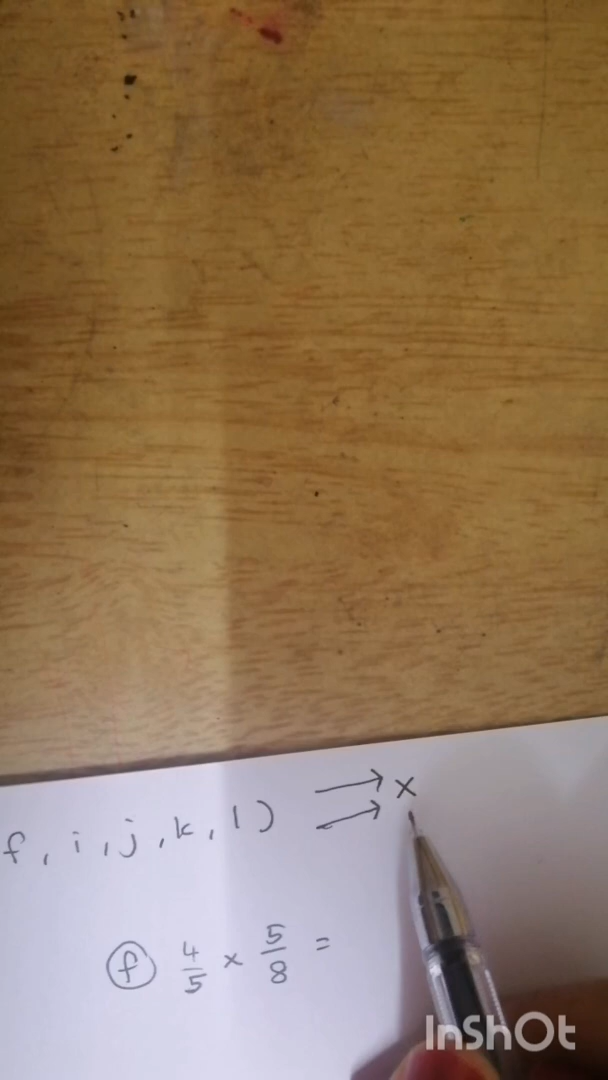 f, i, j, k, l) → x
→
ⓕ 4/5 x 5/8 =
InShOt